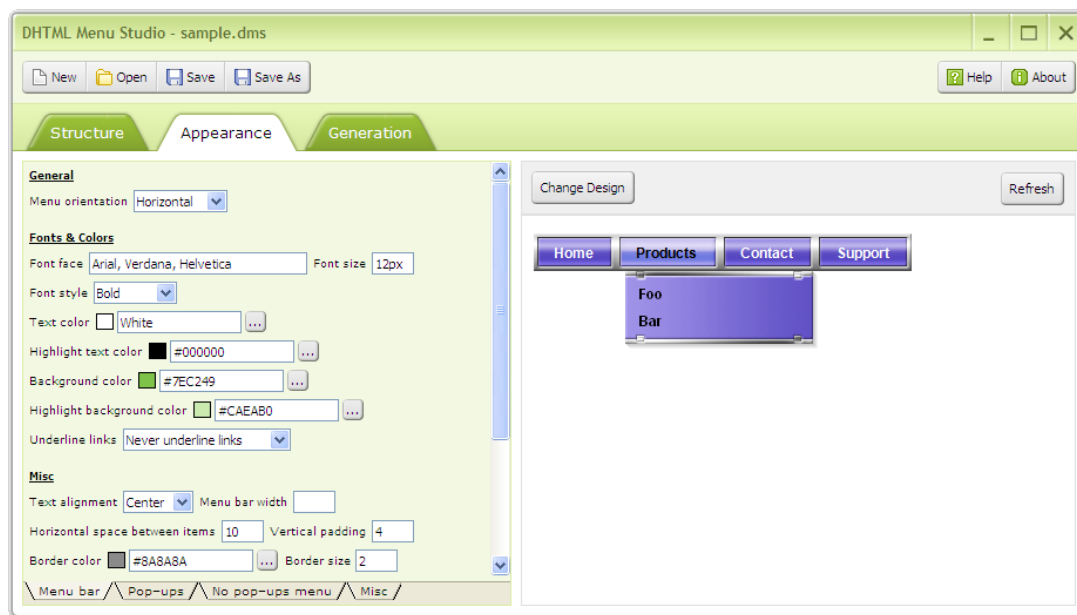 DHTML Menu Studio - sample.dms
New Open Save Save As Help About
Structure Appearance Generation
General
Menu orientation Horizontal
Fonts & Colors
Font face Arial, Verdana, Helvetica Font size 12px
Font style Bold
Text color White ...
Highlight text color #000000 ...
Background color #7EC249 ...
Highlight background color #CAEAB0 ...
Underline links Never underline links
Misc
Text alignment Center Menu bar width
Horizontal space between items 10 Vertical padding 4
Border color #8A8A8A ... Border size 2
Menu bar Pop-ups No pop-ups menu Misc
Change Design Refresh
Home Products Contact Support
Foo
Bar